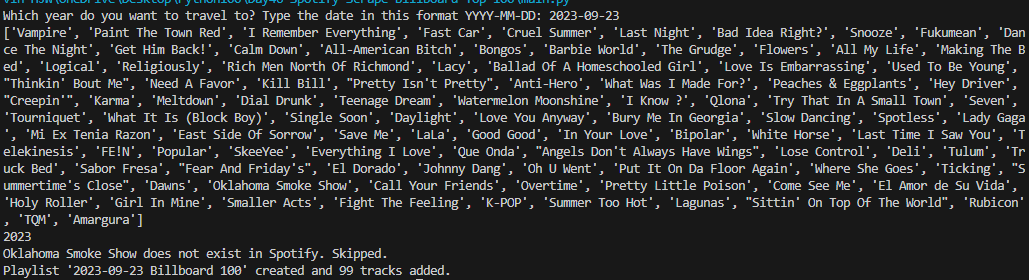 Which year do you want to travel to? Type the date in this format YYYY-MM-DD: 2023-09-23
['Vampire', 'Paint The Town Red', 'I Remember Everything', 'Fast Car', 'Cruel Summer', 'Last Night', 'Bad Idea Right?', 'Snooze', 'Fukumean', 'Dan
ce The Night', 'Get Him Back!', 'Calm Down', 'All-American Bitch', 'Bongos', 'Barbie World', 'The Grudge', 'Flowers', 'All My Life', 'Making The B
ed', 'Logical', 'Religiously', 'Rich Men North Of Richmond', 'Lacy', 'Ballad Of A Homeschooled Girl', 'Love Is Embarrassing', 'Used To Be Young',
"Thinkin' Bout Me", 'Need A Favor', 'Kill Bill', "Pretty Isn't Pretty", 'Anti-Hero', 'What Was I Made For?', 'Peaches & Eggplants', 'Hey Driver',
"Creepin'", 'Karma', 'Meltdown', 'Dial Drunk', 'Teenage Dream', 'Watermelon Moonshine', 'I Know ?', 'Qlona', 'Try That In A Small Town', 'Seven',
'Tourniquet', 'What It Is (Block Boy)', 'Single Soon', 'Daylight', 'Love You Anyway', 'Bury Me In Georgia', 'Slow Dancing', 'Spotless', 'Lady Gaga
', 'Mi Ex Tenia Razon', 'East Side Of Sorrow', 'Save Me', 'LaLa', 'Good Good', 'In Your Love', 'Bipolar', 'White Horse', 'Last Time I Saw You', 'T
elekinesis', 'FE!N', 'Popular', 'SkeeYee', 'Everything I Love', 'Que Onda', "Angels Don't Always Have Wings", 'Lose Control', 'Deli', 'Tulum', 'Tr
uck Bed', 'Sabor Fresa', "Fear And Friday's", 'El Dorado', 'Johnny Dang', 'Oh U Went', 'Put It On Da Floor Again', 'Where She Goes', 'Ticking', "S
ummertime's Close", 'Dawns', 'Oklahoma Smoke Show', 'Call Your Friends', 'Overtime', 'Pretty Little Poison', 'Come See Me', 'El Amor de Su Vida',
'Holy Roller', 'Girl In Mine', 'Smaller Acts', 'Fight The Feeling', 'K-POP', 'Summer Too Hot', 'Lagunas', "Sittin' On Top Of The World", 'Rubicon'
, 'TQM', 'Amargura']
2023
Oklahoma Smoke Show does not exist in Spotify. Skipped.
Playlist '2023-09-23 Billboard 100' created and 99 tracks added.